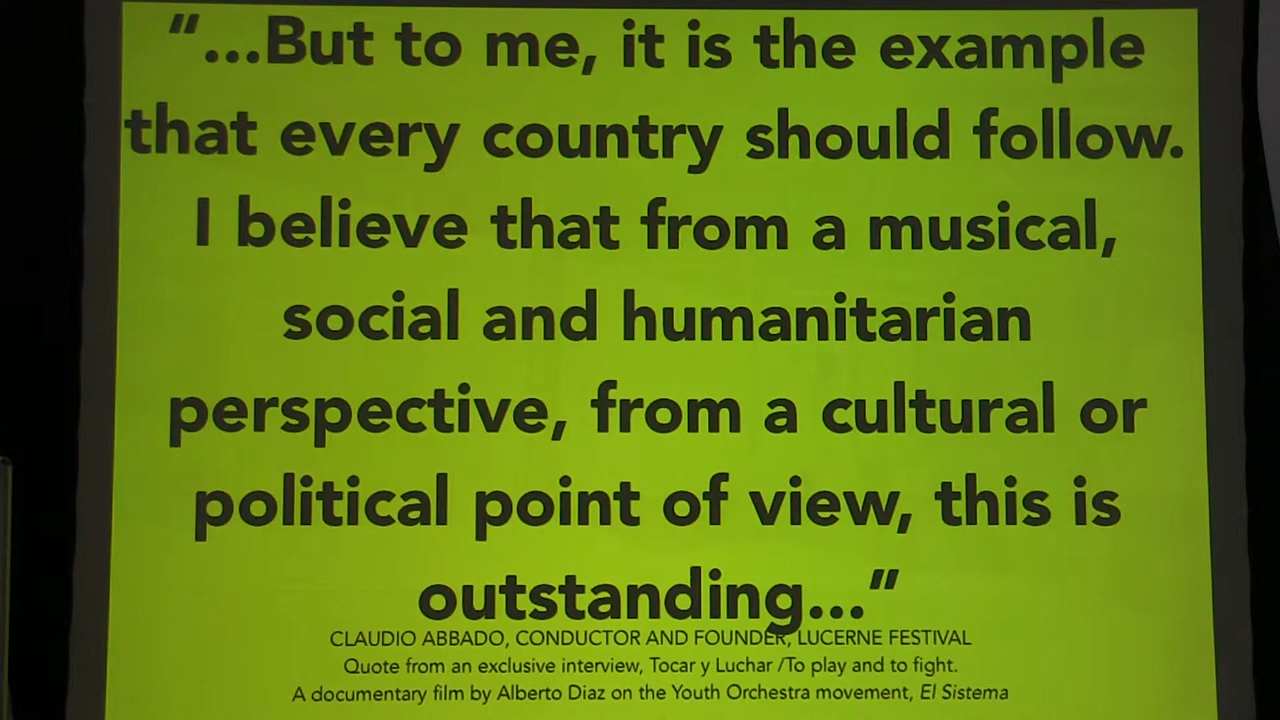 “...But to me, it is the example
that every country should follow.
I believe that from a musical,
social and humanitarian
perspective, from a cultural or
political point of view, this is
outstanding...”
CLAUDIO ABBADO, CONDUCTOR AND FOUNDER, LUCERNE FESTIVAL
Quote from an exclusive interview, Tocar y Luchar /To play and to fight.
A documentary film by Alberto Diaz on the Youth Orchestra movement, El Sistema